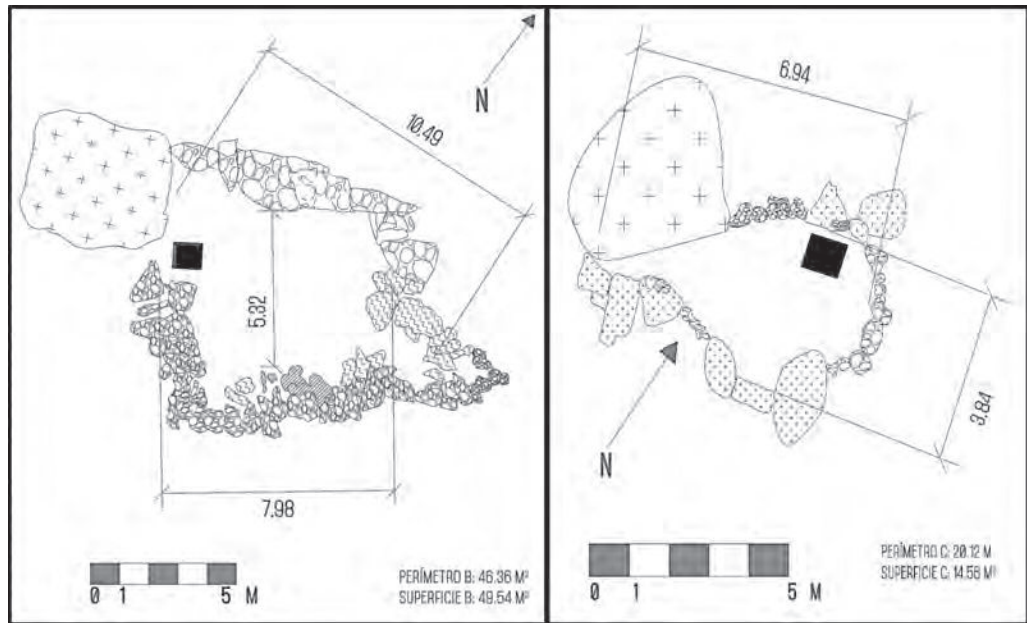 N
10.49
5.32
7.98
0 1 5 M
PERÍMETRO B: 46.36 M²
SUPERFICIE B: 49.54 M²
6.94
3.84
N
0 1 5 M
PERÍMETRO C: 20.12 M
SUPERFICIE C: 14.56 M²